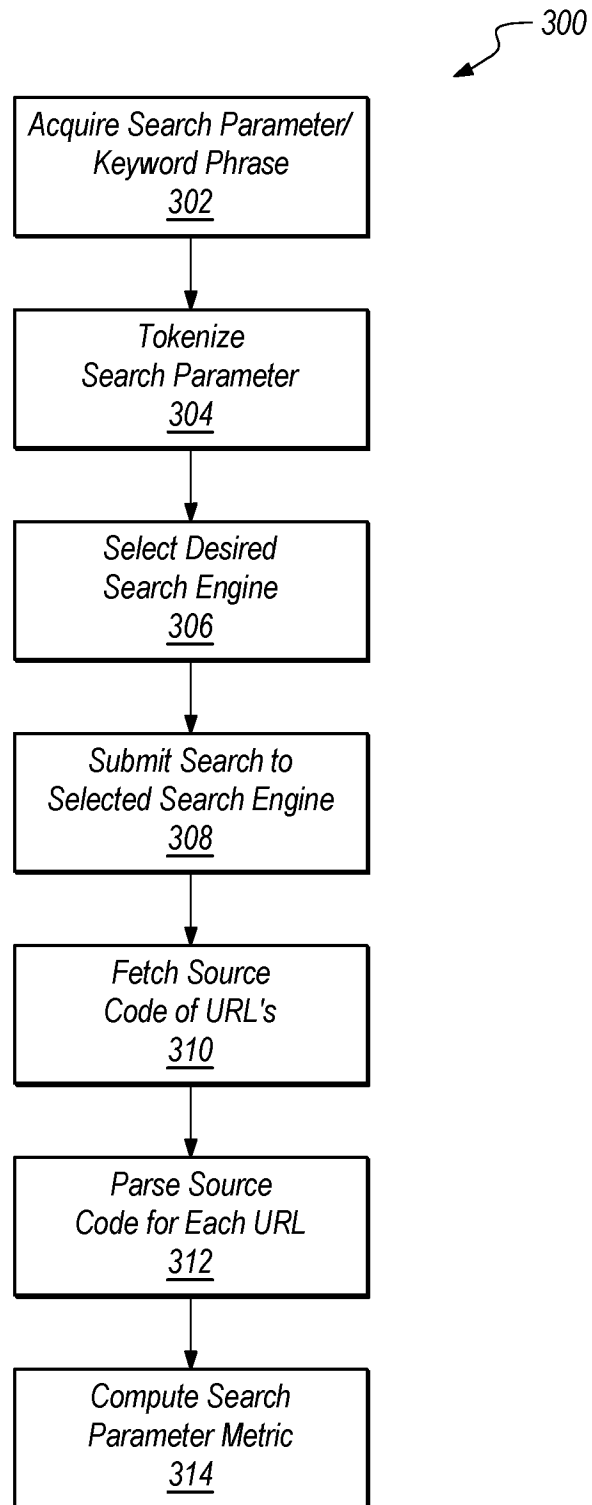 300
Acquire Search Parameter/
Keyword Phrase
302
Tokenize
Search Parameter
304
Select Desired
Search Engine
306
Submit Search to
Selected Search Engine
308
Fetch Source
Code of URL's
310
Parse Source
Code for Each URL
312
Compute Search
Parameter Metric
314